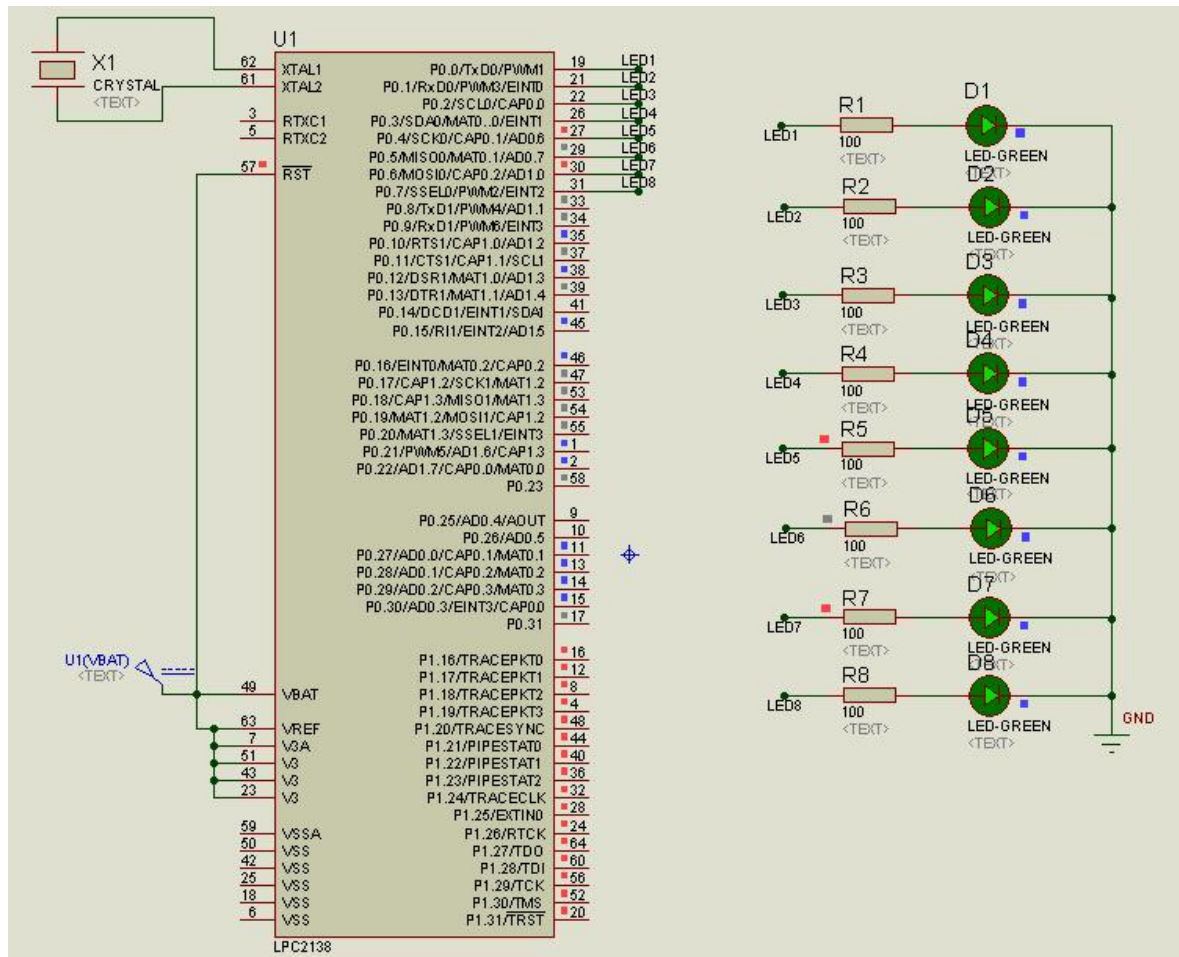 U1
X1
CRYSTAL
<TEXT>
62 XTAL1
61 XTAL2
3 RTXC1
5 RTXC2
57 RST
U1(VBAT)
<TEXT>
49 VBAT
63 VREF
7 V3A
51 V3
43 V3
23 V3
59 VSSA
50 VSS
42 VSS
25 VSS
18 VSS
6 VSS
P0.0/TxD0/PWM1 19 LED1
P0.1/RxD0/PWM3/EINT0 21 LED2
P0.2/SCL0/CAP0.0 22 LED3
P0.3/SDA0/MAT0..0/EINT1 26 LED4
P0.4/SCK0/CAP0.1/AD0.6 27 LED5
P0.5/MISO0/MAT0.1/AD0.7 29 LED6
P0.6/MOSI0/CAP0.2/AD1.0 30 LED7
P0.7/SSEL0/PWM2/EINT2 31 LED8
P0.8/TxD1/PWM4/AD1.1 33
P0.9/RxD1/PWM6/EINT3 34
P0.10/RTS1/CAP1.0/AD1.2 35
P0.11/CTS1/CAP1.1/SCL1 37
P0.12/DSR1/MAT1.0/AD1.3 38
P0.13/DTR1/MAT1.1/AD1.4 39
P0.14/DCD1/EINT1/SDA1 41
P0.15/RI1/EINT2/AD1.5 45
P0.16/EINT0/MAT0.2/CAP0.2 46
P0.17/CAP1.2/SCK1/MAT1.2 47
P0.18/CAP1.3/MISO1/MAT1.3 53
P0.19/MAT1.2/MOSI1/CAP1.2 54
P0.20/MAT1.3/SSEL1/EINT3 55
P0.21/PWM5/AD1.6/CAP1.3 1
P0.22/AD1.7/CAP0.0/MAT0.0 2
P0.23 58
P0.25/AD0.4/AOUT 9
P0.26/AD0.5 10
P0.27/AD0.0/CAP0.1/MAT0.1 11
P0.28/AD0.1/CAP0.2/MAT0.2 13
P0.29/AD0.2/CAP0.3/MAT0.3 14
P0.30/AD0.3/EINT3/CAP0.0 15
P0.31 17
P1.16/TRACEPKT0 16
P1.17/TRACEPKT1 12
P1.18/TRACEPKT2 8
P1.19/TRACEPKT3 4
P1.20/TRACESYNC 48
P1.21/PIPESTAT0 44
P1.22/PIPESTAT1 40
P1.23/PIPESTAT2 36
P1.24/TRACECLK 32
P1.25/EXTIN0 28
P1.26/RTCK 24
P1.27/TDO 64
P1.28/TDI 60
P1.29/TCK 56
P1.30/TMS 52
P1.31/TRST 20
LPC2138
R1 D1
LED1
100 LED-GREEN
<TEXT> <TEXT>
R2 D2
LED2
100 LED-GREEN
<TEXT> <TEXT>
R3 D3
LED3
100 LED-GREEN
<TEXT> <TEXT>
R4 D4
LED4
100 LED-GREEN
<TEXT> <TEXT>
R5 D5
LED5
100 LED-GREEN
<TEXT> <TEXT>
R6 D6
LED6
100 LED-GREEN
<TEXT> <TEXT>
R7 D7
LED7
100 LED-GREEN
<TEXT> <TEXT>
R8 D8
LED8
100 LED-GREEN
<TEXT> <TEXT>
GND